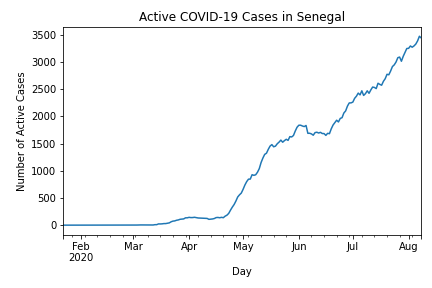 Active COVID-19 Cases in Senegal
Number of Active Cases
3500
3000
2500
2000
1500
1000
500
0
Feb Mar Apr May Jun Jul Aug
2020
Day